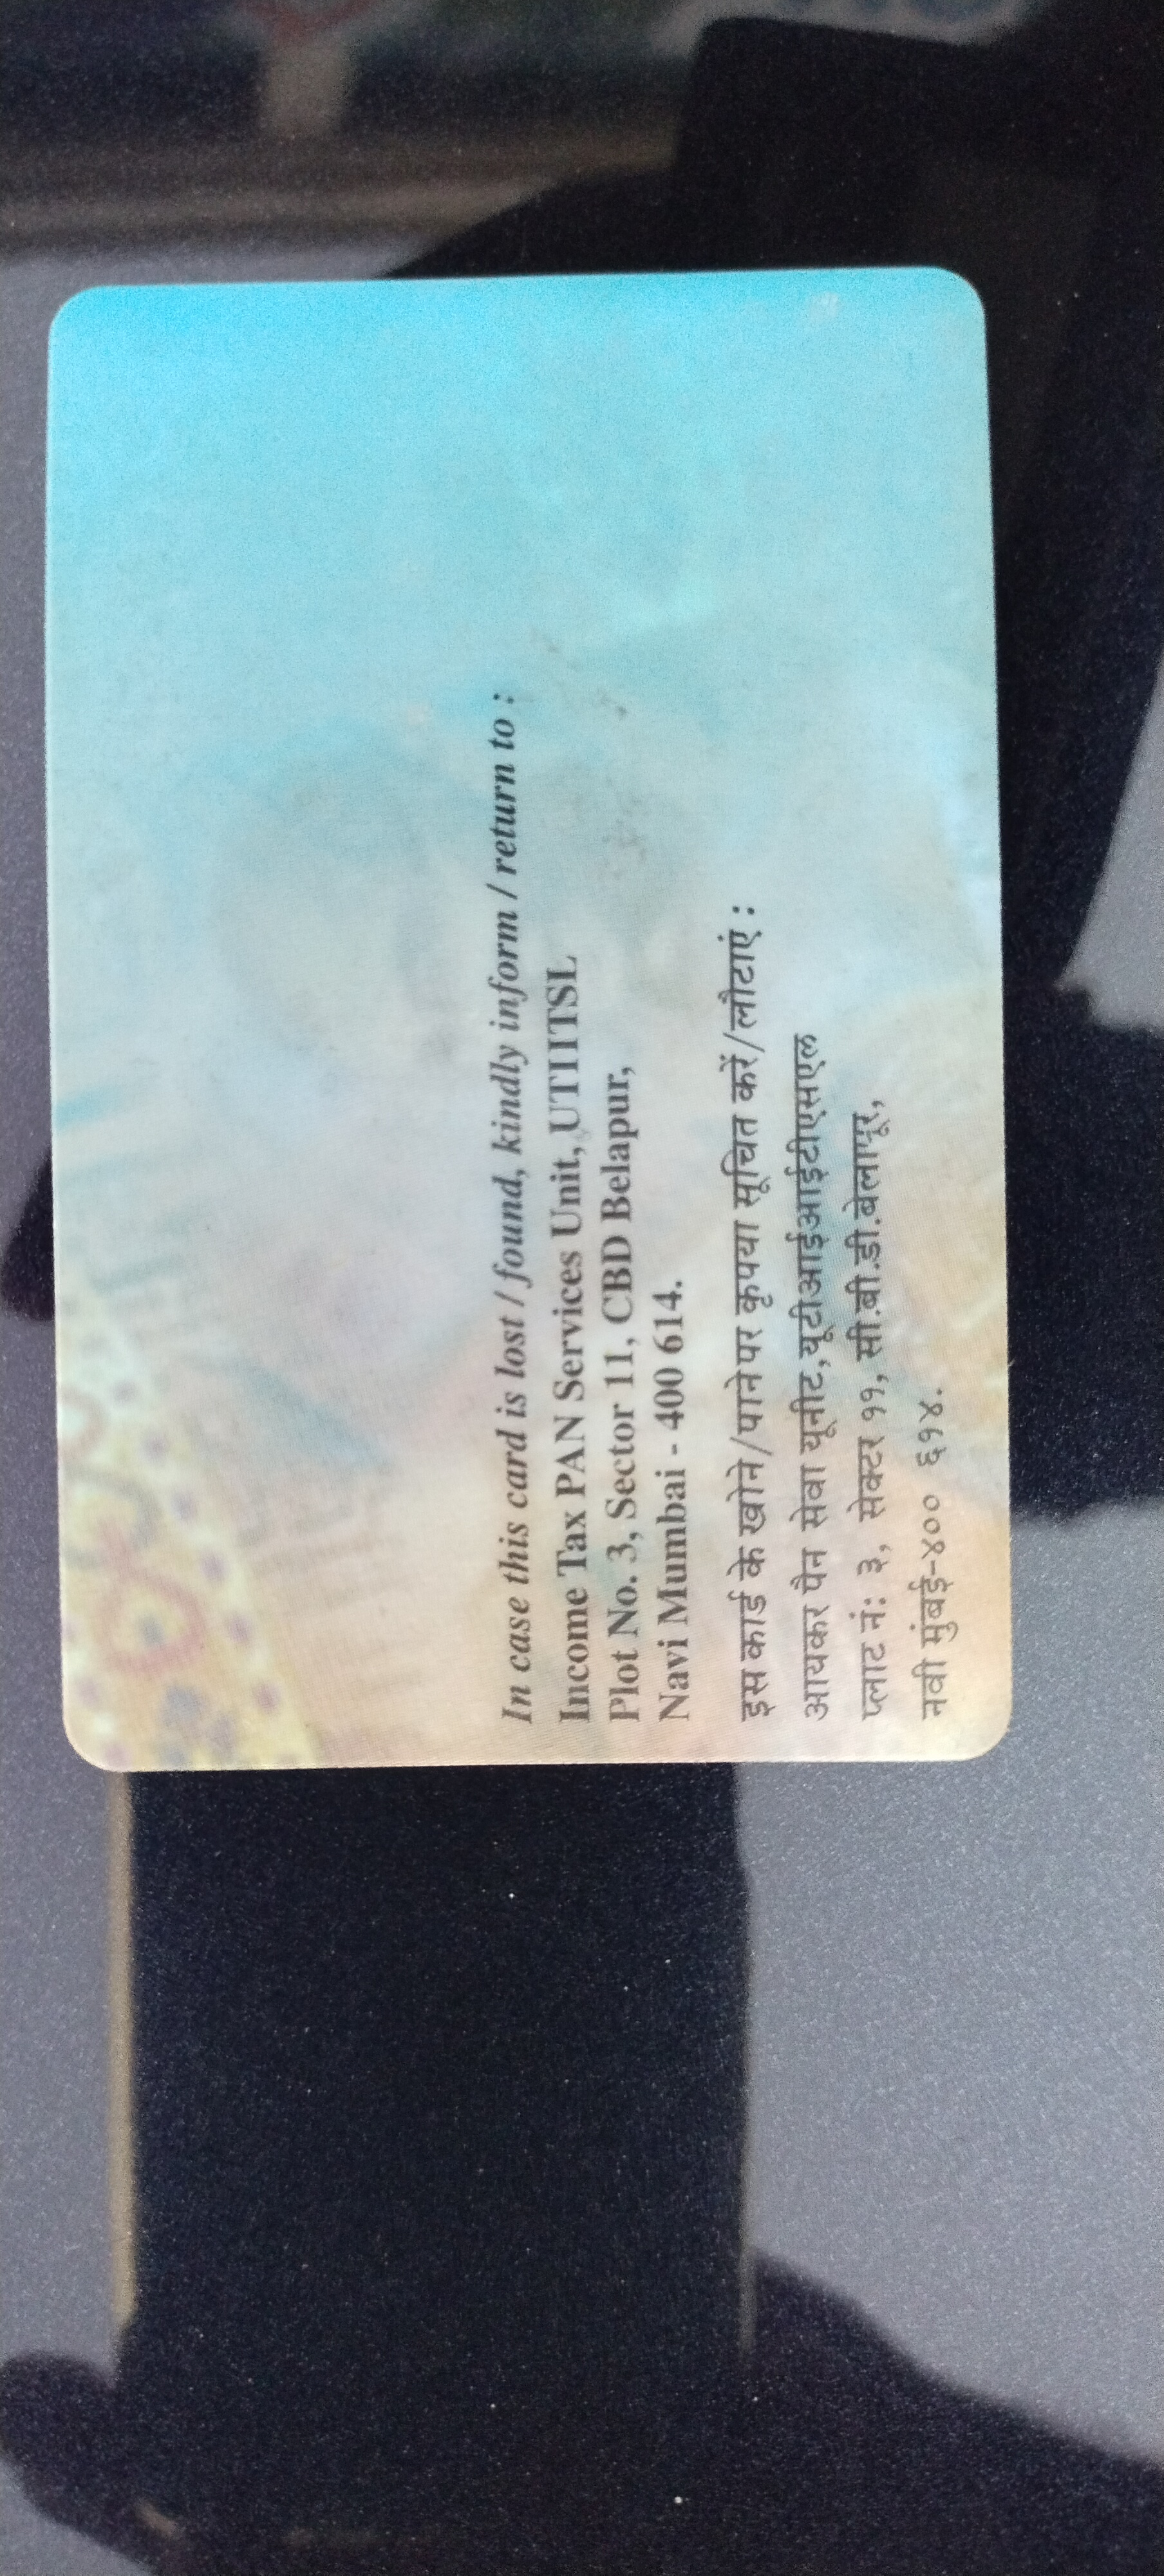 In case this card is lost / found, kindly inform / return to :
Income Tax PAN Services Unit, UTIITSL
Plot No. 3, Sector 11, CBD Belapur,
Navi Mumbai - 400 614.
इस कार्ड के खोने/पाने पर कृपया सूचित करें/लौटाएं :
आयकर पैन सेवा यूनीट, यूटीआईआईटीएसएल
प्लाट नं: ३, सेक्टर ११, सी.बी.डी.बेलापूर,
नवी मुंबई-४०० ६१४.